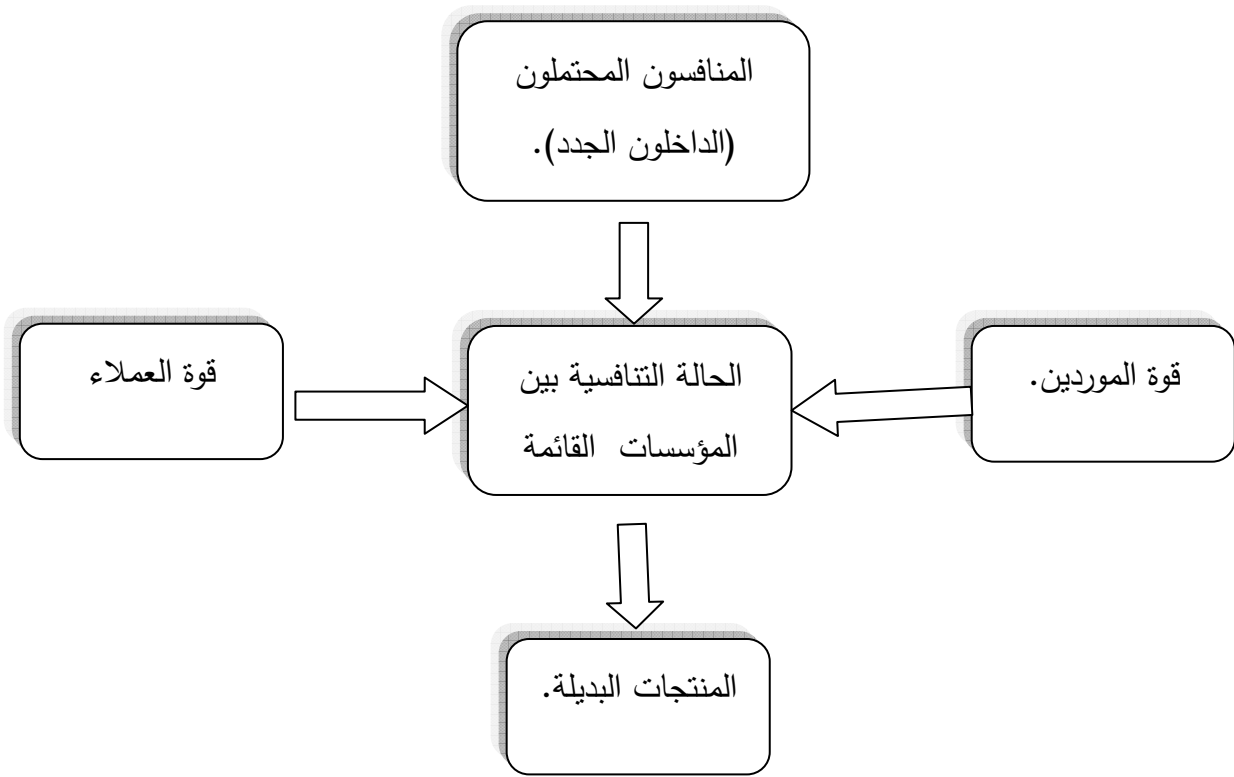 المنافسون المحتملون
(الداخلون الجدد).
قوة الموردين.
الحالة التنافسية بين
المؤسسات القائمة
قوة العملاء
المنتجات البديلة.